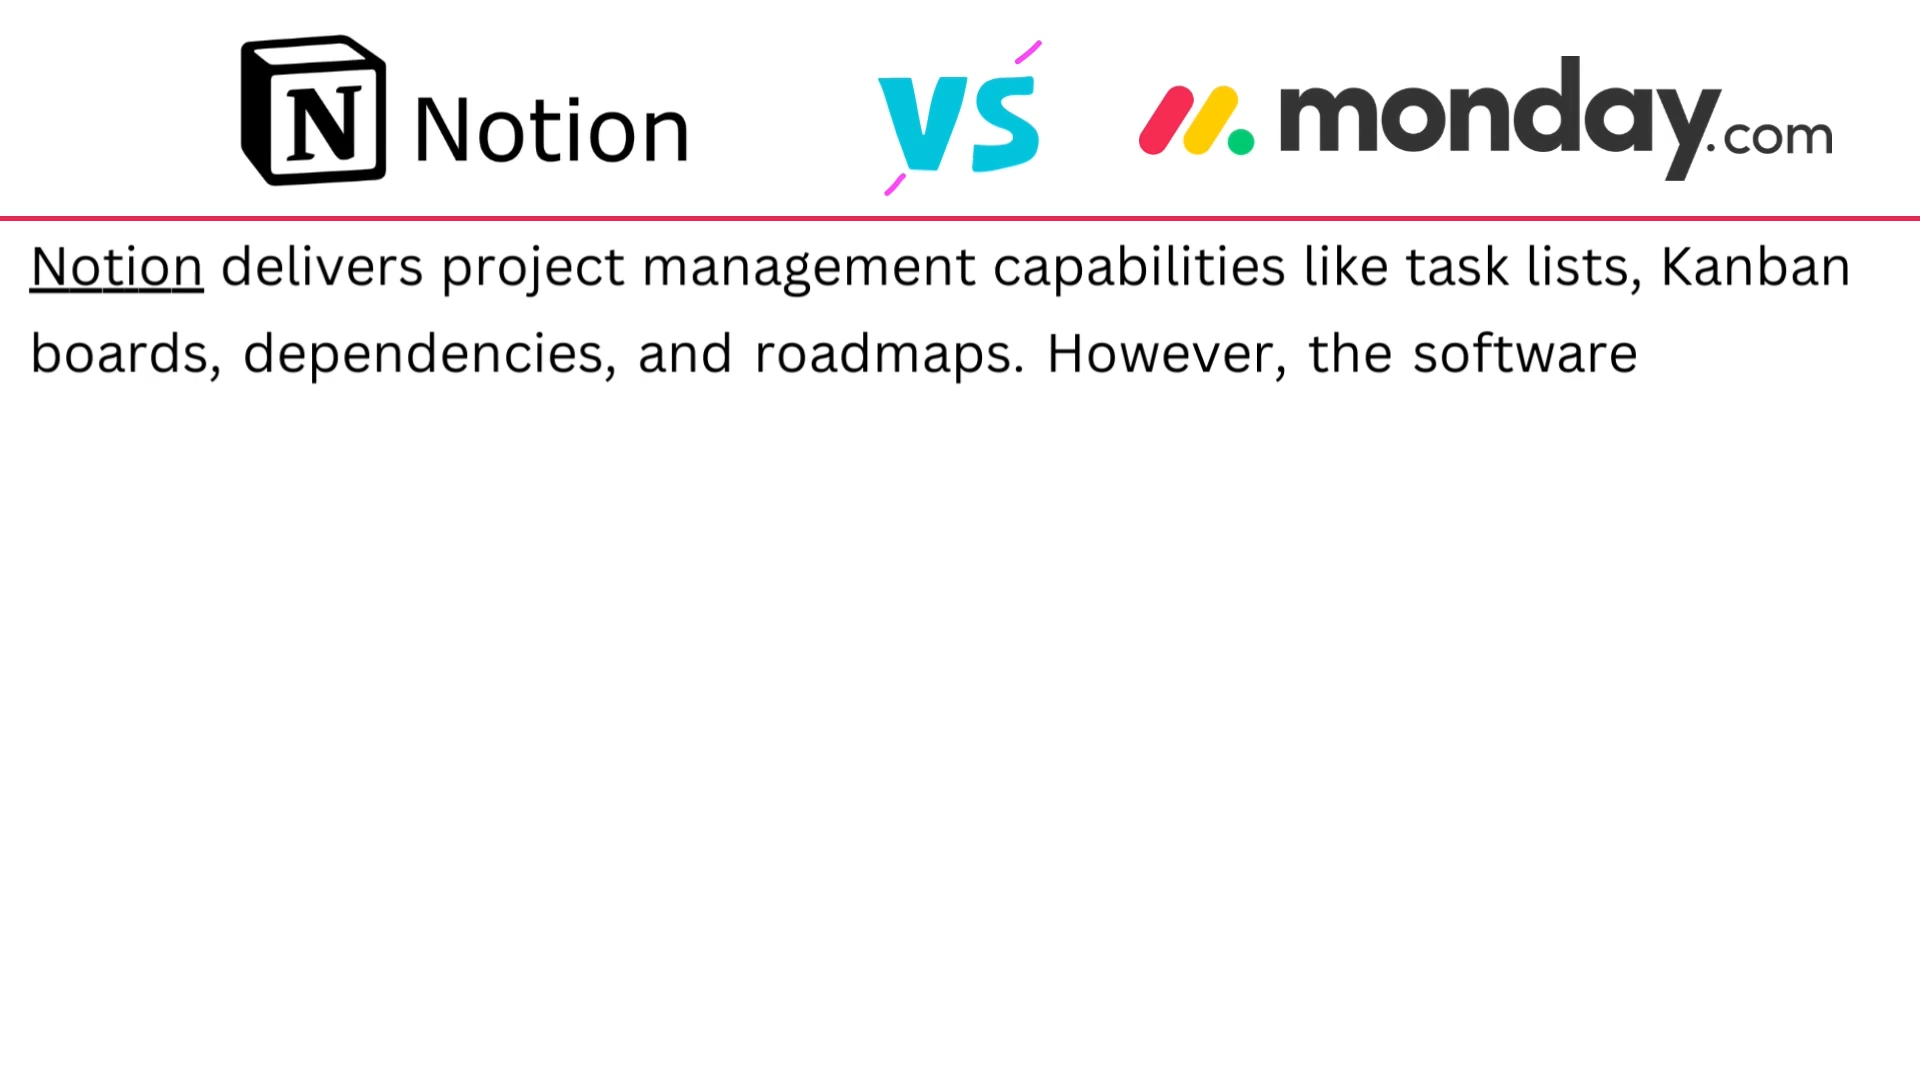 N Notion VS monday.com
Notion delivers project management capabilities like task lists, Kanban
boards, dependencies, and roadmaps. However, the software